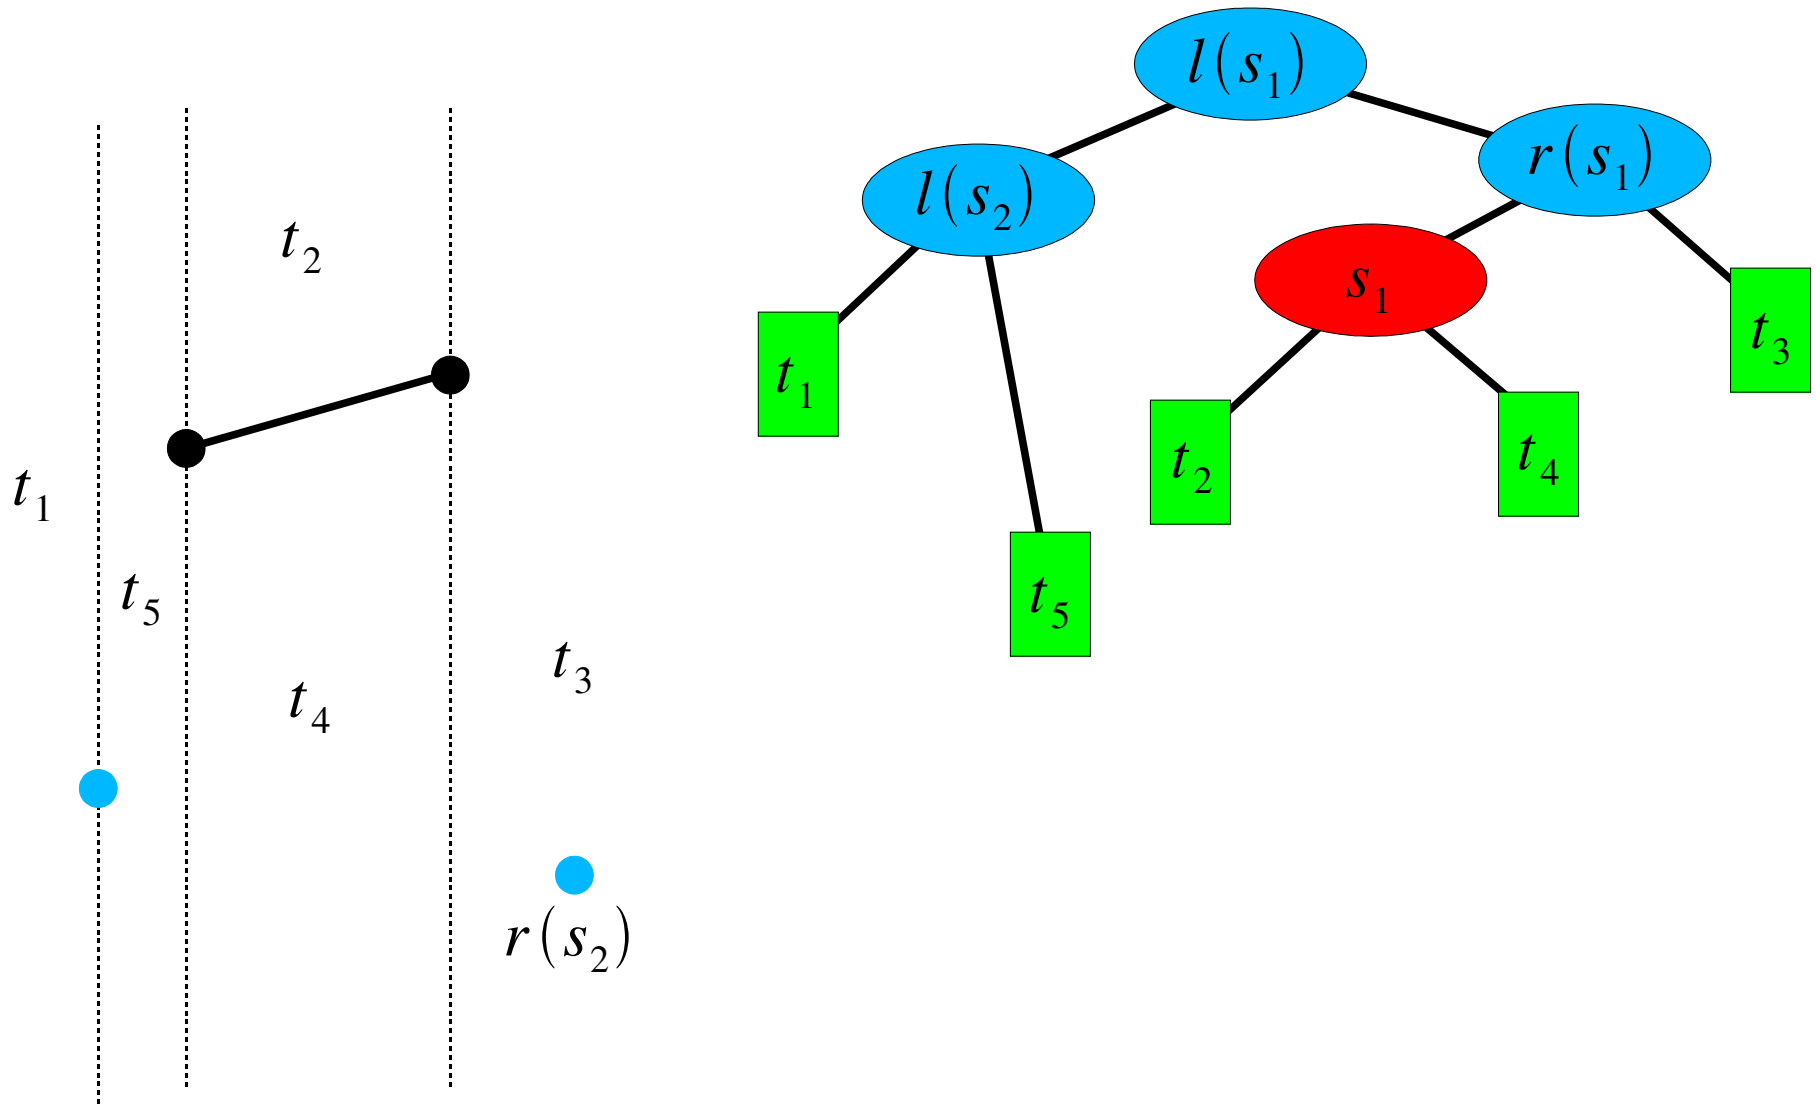 t₂
t₁
t₅
t₄
t₃
r(s₂)
l(s₁)
l(s₂)
r(s₁)
s₁
t₁
t₂
t₄
t₃
t₅